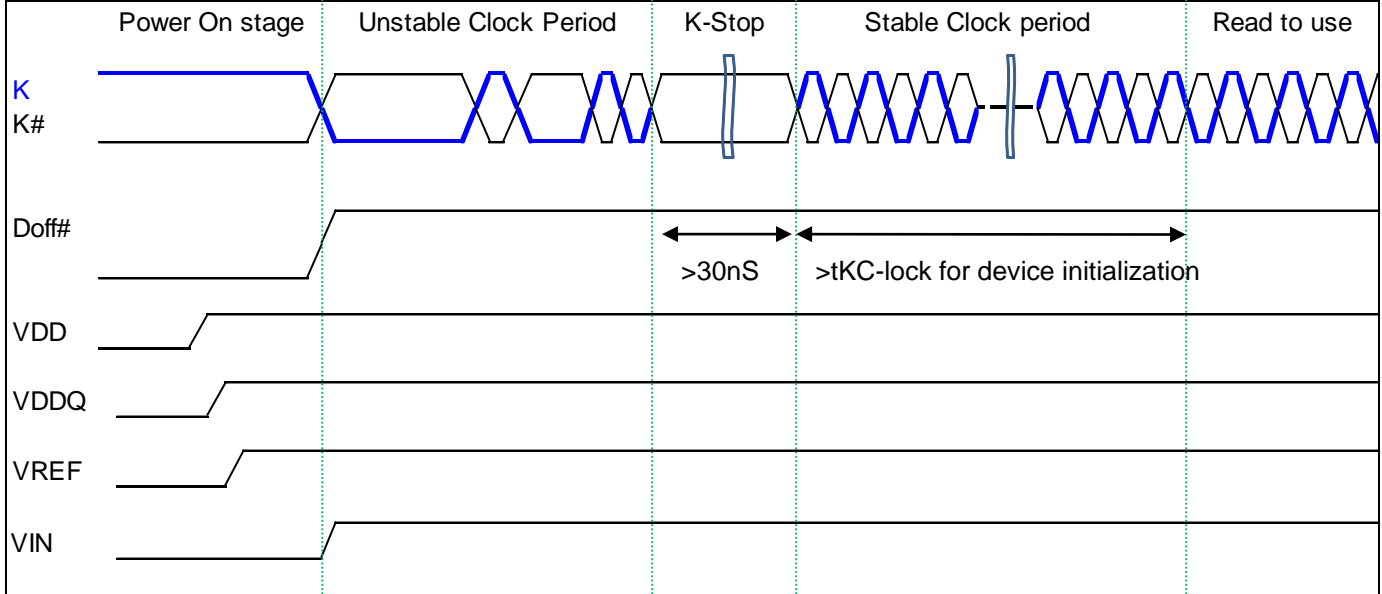 Power On stage Unstable Clock Period K-Stop Stable Clock period Read to use
K
K#
Doff#
>30nS >tKC-lock for device initialization
VDD
VDDQ
VREF
VIN